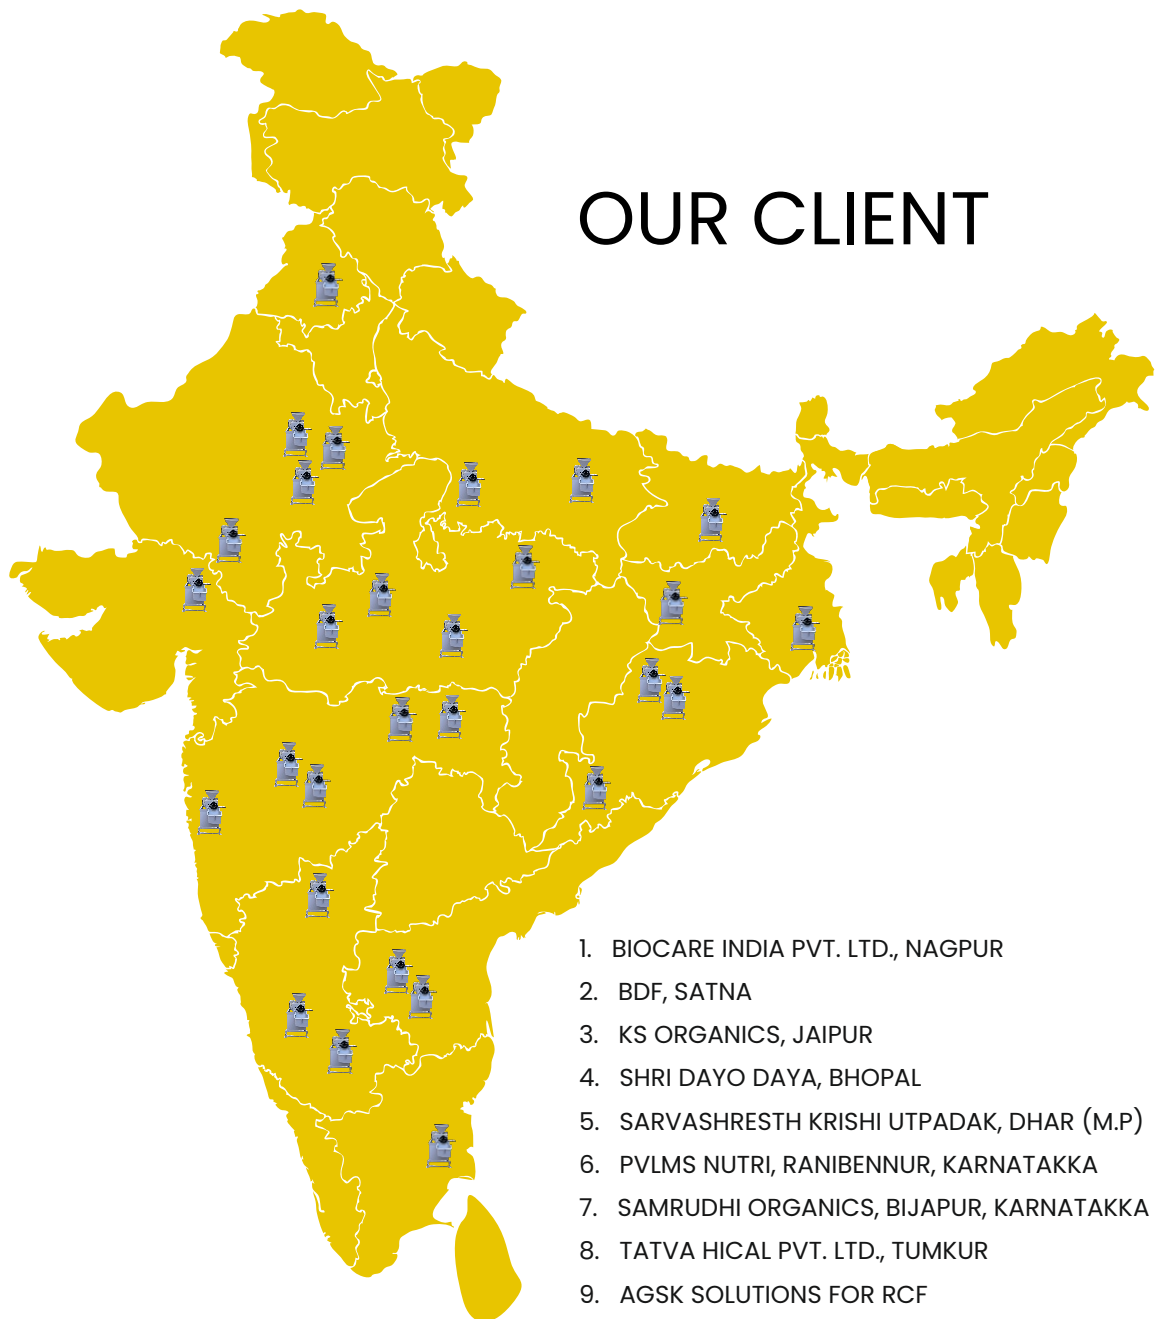 OUR CLIENT
1. BIOCARE INDIA PVT. LTD., NAGPUR
2. BDF, SATNA
3. KS ORGANICS, JAIPUR
4. SHRI DAYO DAYA, BHOPAL
5. SARVASHRESTH KRISHI UTPADAK, DHAR (M.P)
6. PVLMS NUTRI, RANIBENNUR, KARNATAKKA
7. SAMRUDHI ORGANICS, BIJAPUR, KARNATAKKA
8. TATVA HICAL PVT. LTD., TUMKUR
9. AGSK SOLUTIONS FOR RCF